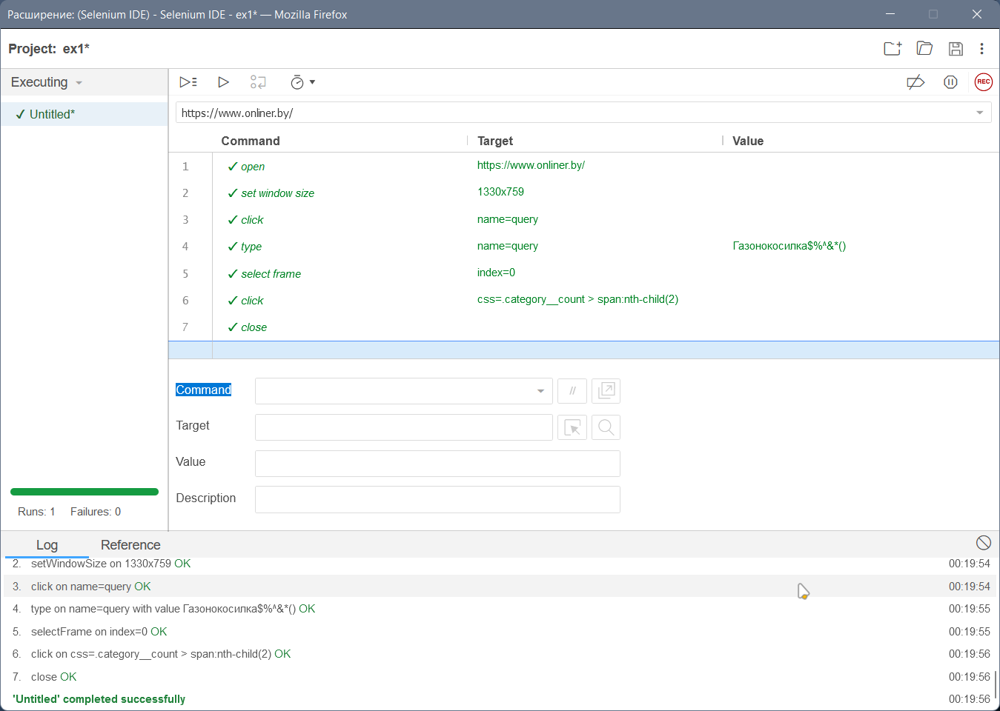 Расширение: (Selenium IDE) - Selenium IDE - ex1* — Mozilla Firefox
Project: ex1*
Executing
✓ Untitled*
REC
https://www.onliner.by/
Command Target Value
1 ✓ open https://www.onliner.by/
2 ✓ set window size 1330x759
3 ✓ click name=query
4 ✓ type name=query Газонокосилка$%^&*()
5 ✓ select frame index=0
6 ✓ click css=.category__count > span:nth-child(2)
7 ✓ close
Command //
Target
Value
Description
Runs: 1 Failures: 0
Log Reference
2. setWindowSize on 1330x759 OK 00:19:54
3. click on name=query OK 00:19:54
4. type on name=query with value Газонокосилка$%^&*() OK 00:19:55
5. selectFrame on index=0 OK 00:19:55
6. click on css=.category__count > span:nth-child(2) OK 00:19:56
7. close OK 00:19:56
'Untitled' completed successfully 00:19:56